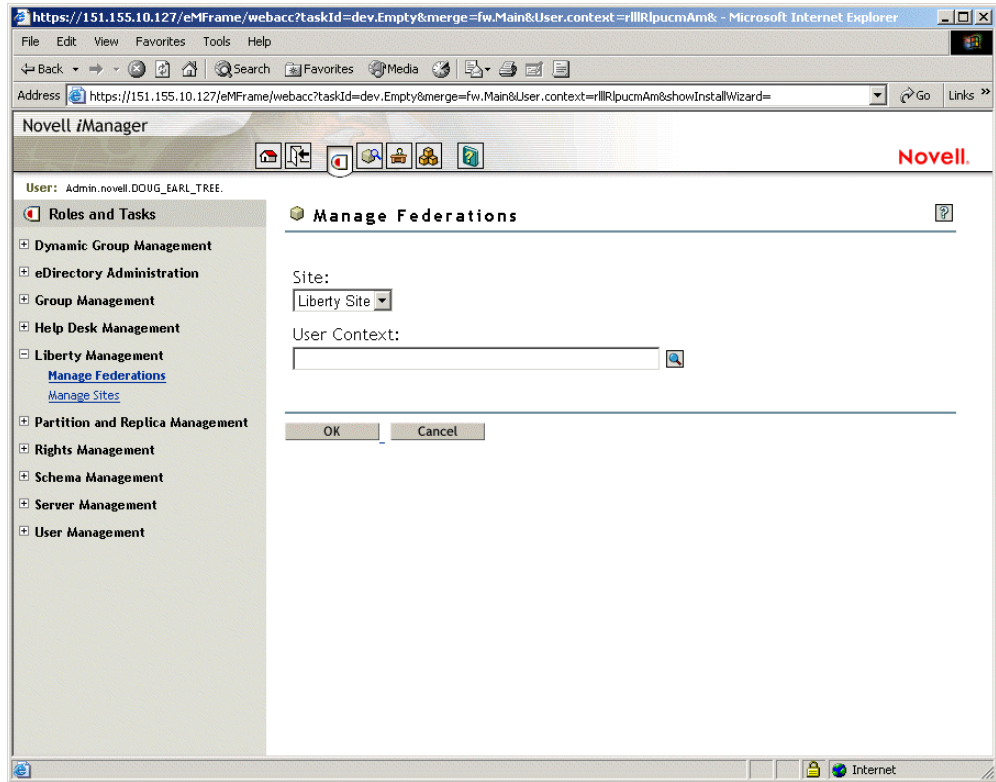 https://151.155.10.127/eMFrame/webacc?taskId=dev.Empty&merge=fw.Main&User.context=rlllRlpucmAm& - Microsoft Internet Explorer
File Edit View Favorites Tools Help
Back Search Favorites Media
Address https://151.155.10.127/eMFrame/webacc?taskId=dev.Empty&merge=fw.Main&User.context=rlllRlpucmAm&showInstallWizard= Go Links »
Novell iManager
Novell.
User: Admin.novell.DOUG_EARL_TREE.
Roles and Tasks
Manage Federations
?
Dynamic Group Management
eDirectory Administration
Group Management
Help Desk Management
Liberty Management
Manage Federations
Manage Sites
Partition and Replica Management
Rights Management
Schema Management
Server Management
User Management
Site:
Liberty Site
User Context:
OK Cancel
Internet